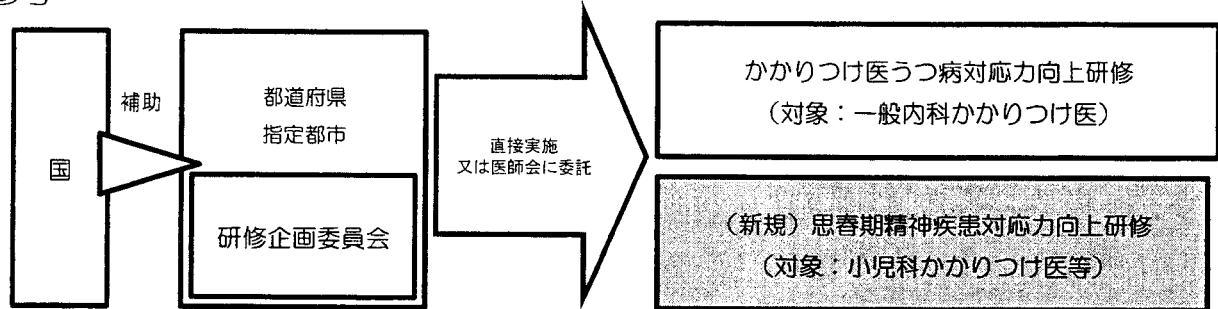 国
補助
都道府県
指定都市
研修企画委員会
直接実施
又は医師会に委託
かかりつけ医うつ病対応力向上研修
（対象：一般内科かかりつけ医）
（新規）思春期精神疾患対応力向上研修
（対象：小児科かかりつけ医等）